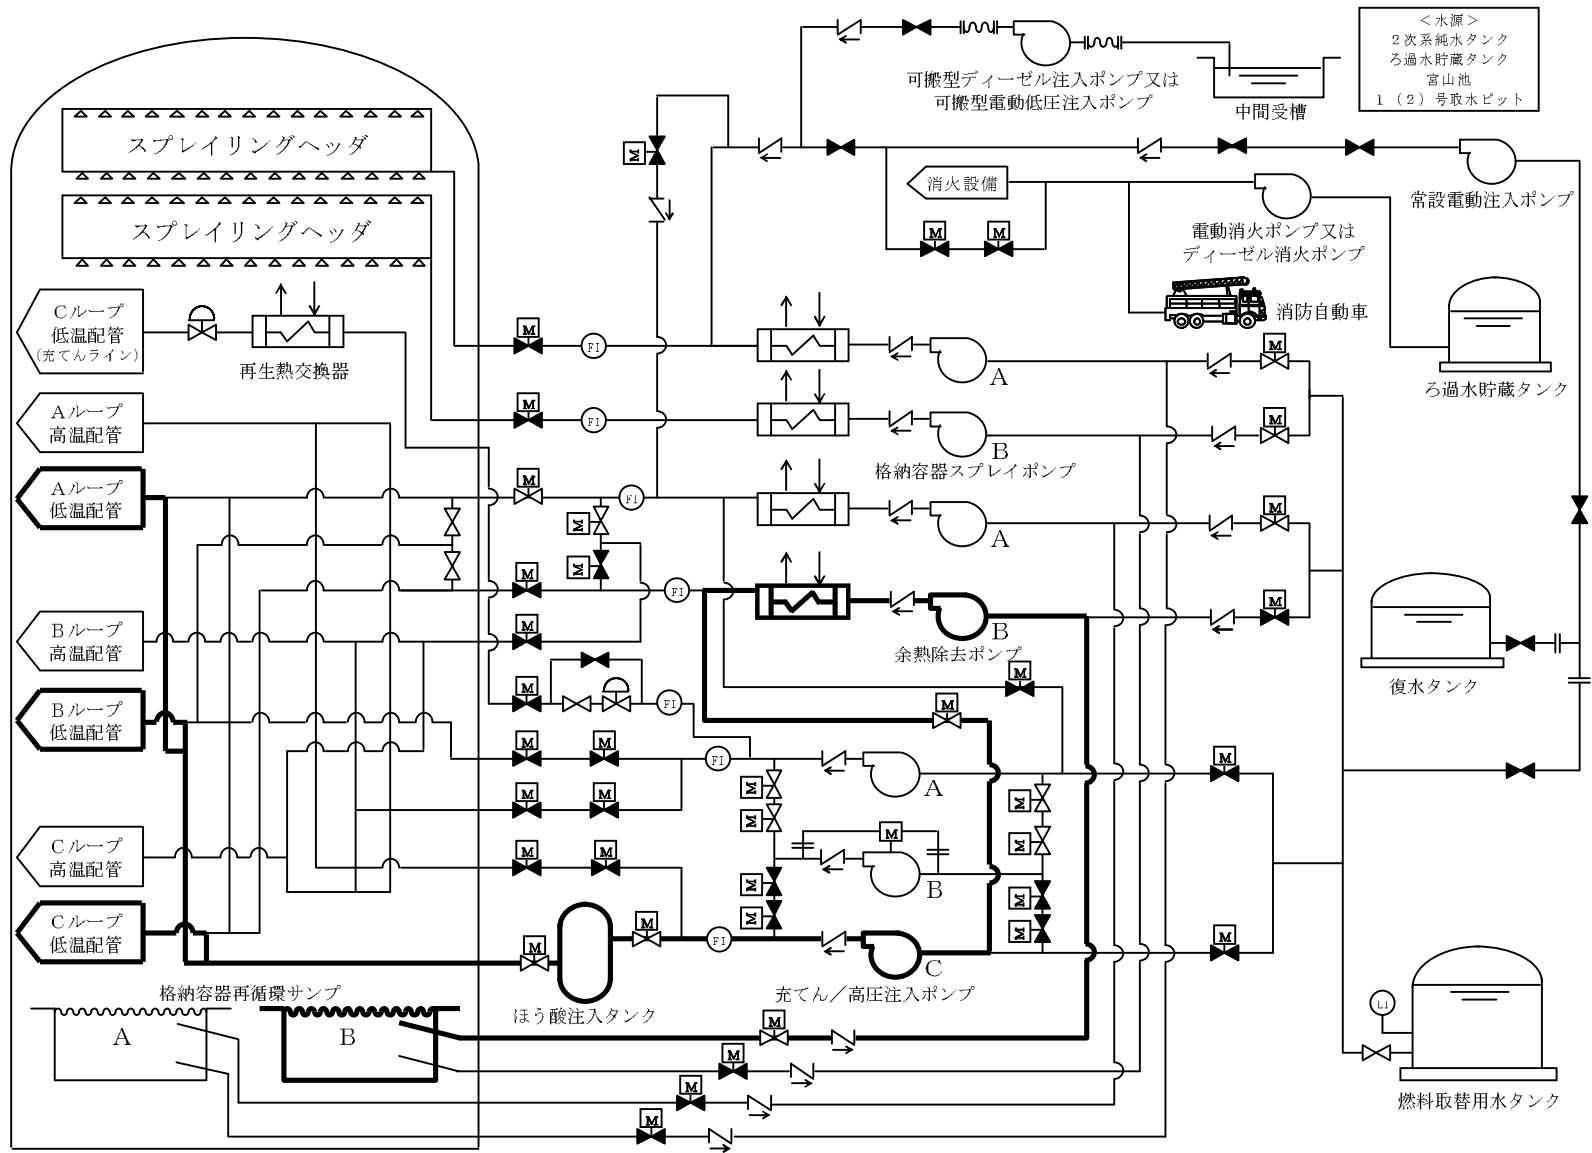 ＜水源＞
２次系純水タンク
ろ過水貯蔵タンク
宮山池
１（２）号取水ピット
可搬型ディーゼル注入ポンプ又は
可搬型電動低圧注入ポンプ
中間受槽
スプレイリングヘッダ
スプレイリングヘッダ
M
消火設備
M
M
常設電動注入ポンプ
電動消火ポンプ又は
ディーゼル消火ポンプ
消防自動車
ろ過水貯蔵タンク
Cループ
低温配管
(充てんライン)
再生熱交換器
M
FI
A
M
Aループ
高温配管
M
FI
B
M
格納容器スプレイポンプ
Aループ
低温配管
M
FI
M
M
A
M
M
FI
B
M
余熱除去ポンプ
Bループ
高温配管
M
M
復水タンク
Bループ
低温配管
M
FI
M
M
M
FI
A
M
M
M
M
M
M
M
M
B
M
M
Cループ
高温配管
M
M
M
M
M
Cループ
低温配管
M
M
FI
C
M
格納容器再循環サンプ
ほう酸注入タンク
充てん／高圧注入ポンプ
A
B
M
M
M
M
LI
燃料取替用水タンク